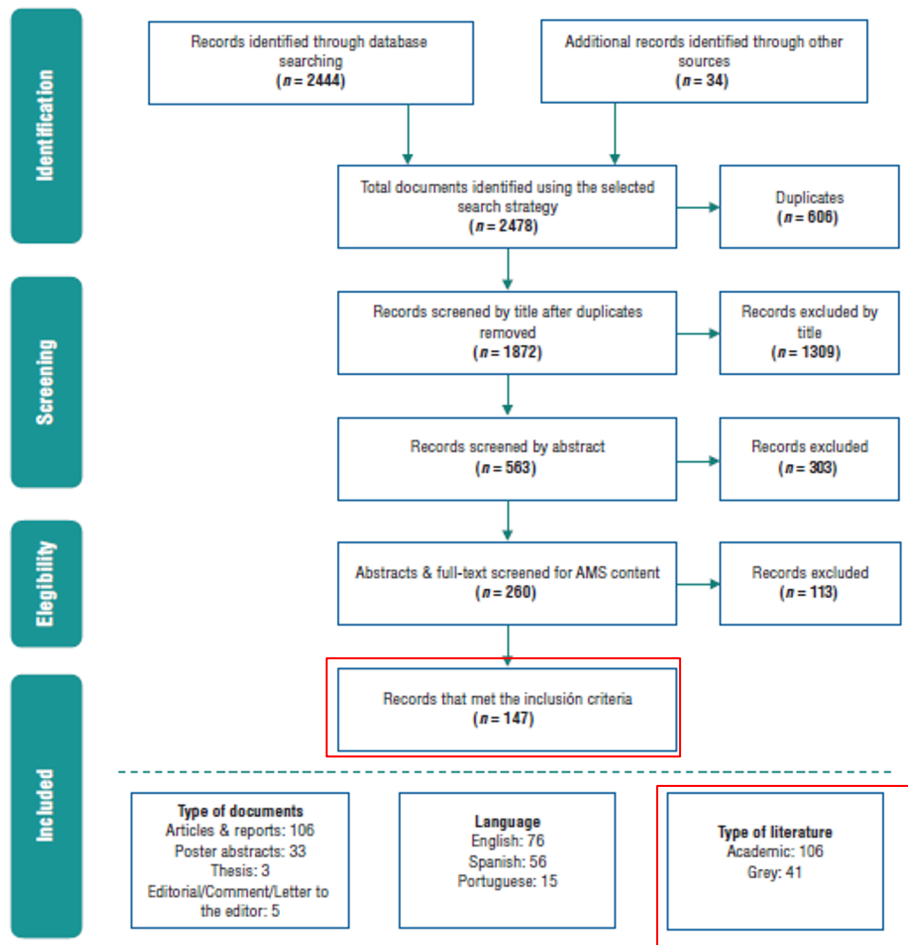 Identification
Records identified through database
searching
(n = 2444)
Additional records identified through other
sources
(n = 34)
Total documents identified using the selected
search strategy
(n = 2478)
Duplicates
(n = 606)
Screening
Records screened by title after duplicates
removed
(n = 1872)
Records excluded by
title
(n = 1309)
Records screened by abstract
(n = 563)
Records excluded
(n = 303)
Elegibility
Abstracts & full-text screened for AMS content
(n = 260)
Records excluded
(n = 113)
Included
Records that met the inclusión criteria
(n = 147)
Type of documents
Articles & reports: 106
Poster abstracts: 33
Thesis: 3
Editorial/Comment/Letter to
the editor: 5
Language
English: 76
Spanish: 56
Portuguese: 15
Type of literature
Academic: 106
Grey: 41